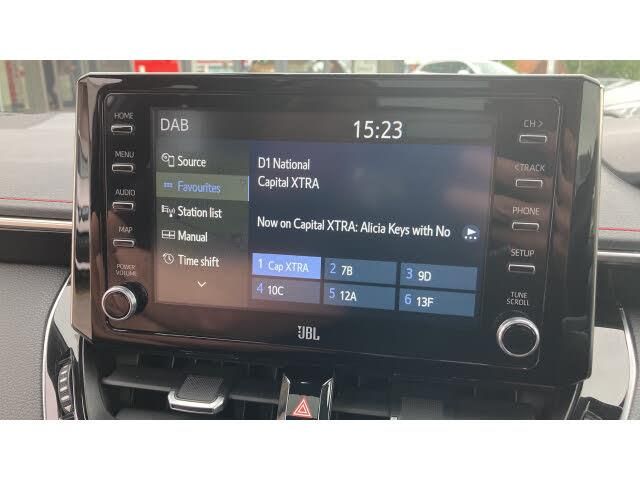 HOME
MENU
AUDIO
MAP
POWER
VOLUME
DAB
15:23
Source
Favourites
Station list
Manual
Time shift
D1 National
Capital XTRA
Now on Capital XTRA: Alicia Keys with No
1 Cap XTRA
2 7B
3 9D
4 10C
5 12A
6 13F
JBL
CH >
< TRACK
PHONE
SETUP
TUNE
SCROLL